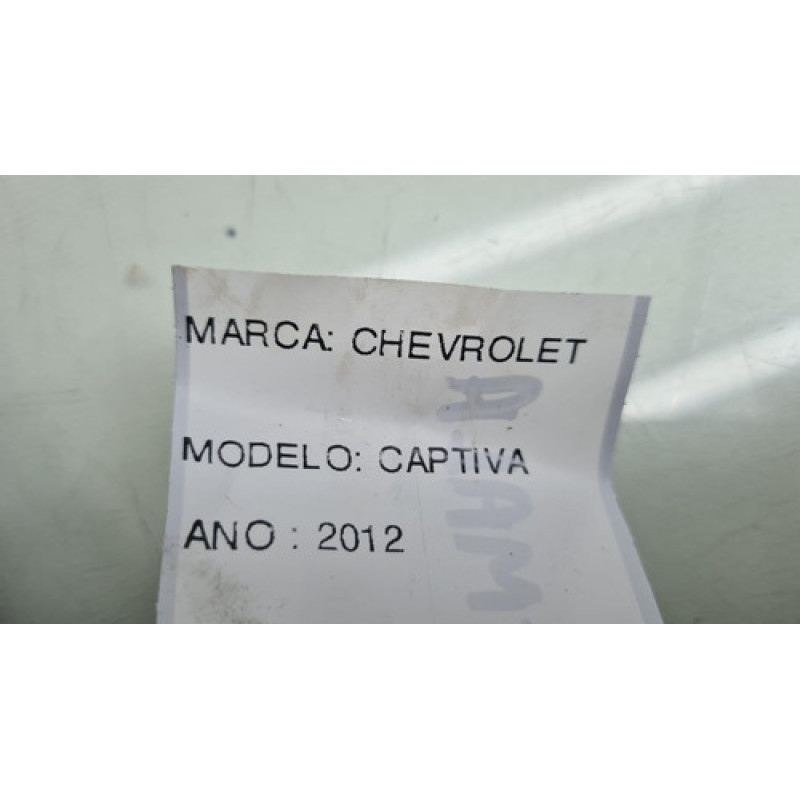 MARCA: CHEVROLET
MODELO: CAPTIVA
ANO : 2012